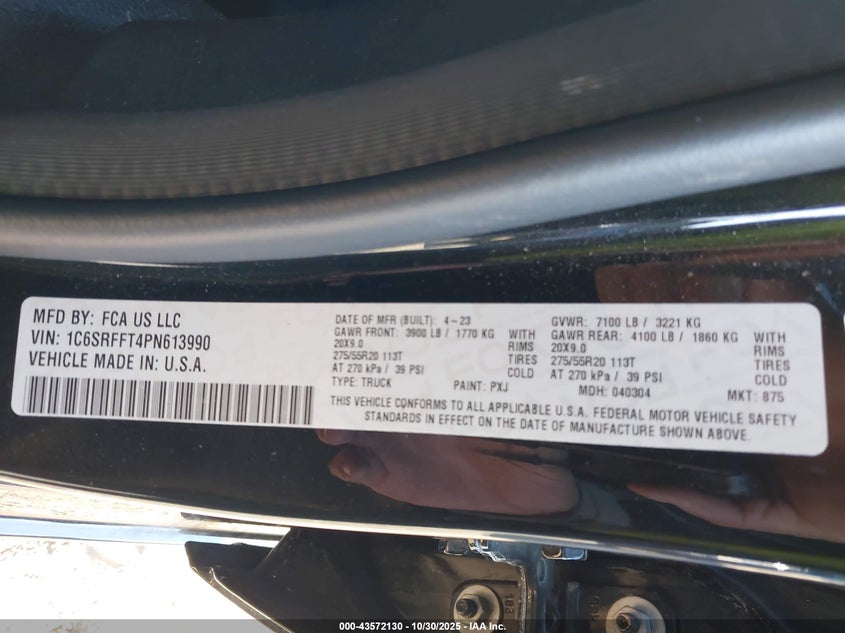 MFD BY: FCA US LLC
VIN: 1C6SRFFT4PN613990
VEHICLE MADE IN U.S.A.
DATE OF MFR (BUILT): 4-23
GVWR: 7100 LB / 3221 KG
GAWR FRONT: 3900 LB / 1770 KG WITH
GAWR REAR: 4100 LB / 1860 KG WITH
20X9.0 RIMS
20X9.0 RIMS
275/55R20 113T TIRES
275/55R20 113T TIRES
AT 270 kPa / 39 PSI COLD
AT 270 kPa / 39 PSI COLD
TYPE: TRUCK PAINT: PXJ MDH: 040304 MKT: 875
THIS VEHICLE CONFORMS TO ALL APPLICABLE U.S.A. FEDERAL MOTOR VEHICLE SAFETY
STANDARDS IN EFFECT ON THE DATE OF MANUFACTURE SHOWN ABOVE.
000-43572130 - 10/30/2025 - IAA Inc.